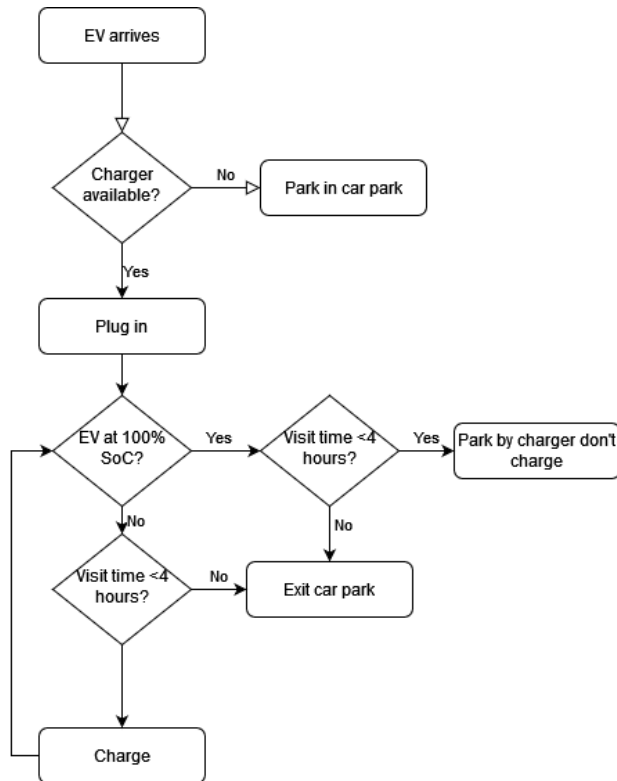 EV arrives
Charger
available?
No
Park in car park
Yes
Plug in
EV at 100%
SoC?
Yes
Visit time <4
hours?
Yes
Park by charger don't
charge
No
No
Visit time <4
hours?
No
Exit car park
Charge